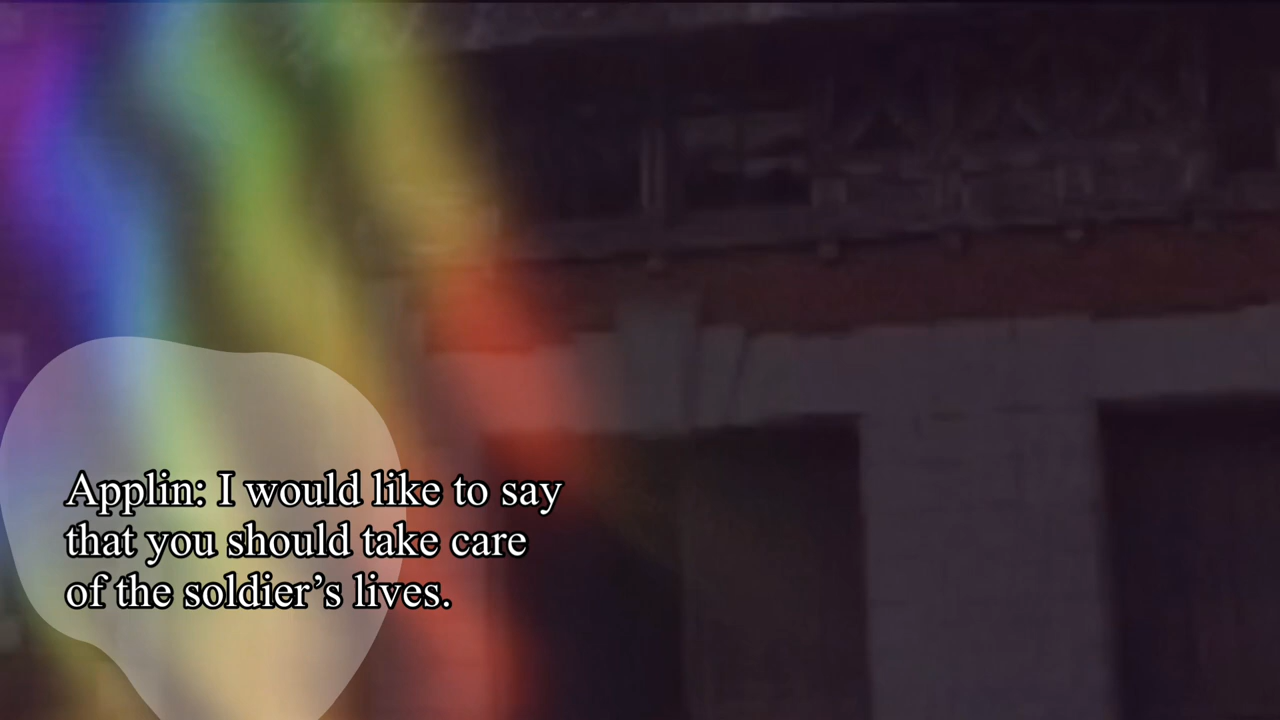 Applin: I would like to say
that you should take care
of the soldier’s lives.